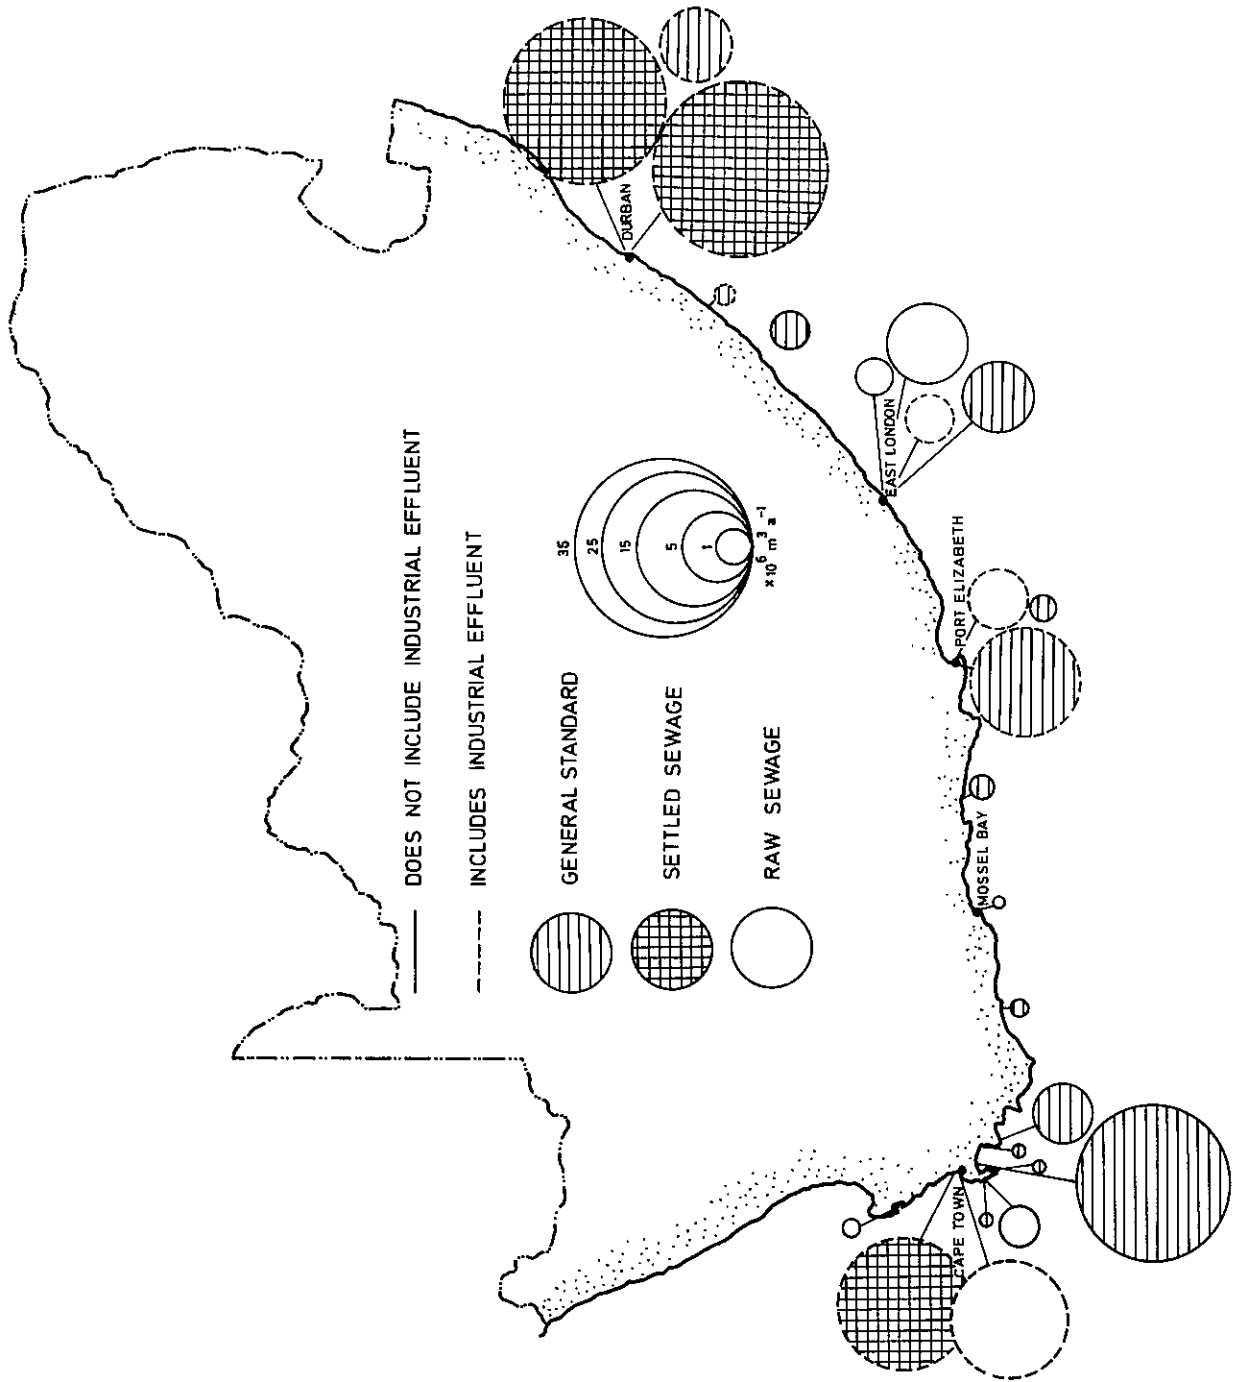 DOES NOT INCLUDE INDUSTRIAL EFFLUENT
INCLUDES INDUSTRIAL EFFLUENT
GENERAL STANDARD
SETTLED SEWAGE
RAW SEWAGE
35
25
15
5
1
×10⁶ m³ a⁻¹
CAPE TOWN
MOSSEL BAY
PORT ELIZABETH
EAST LONDON
DURBAN